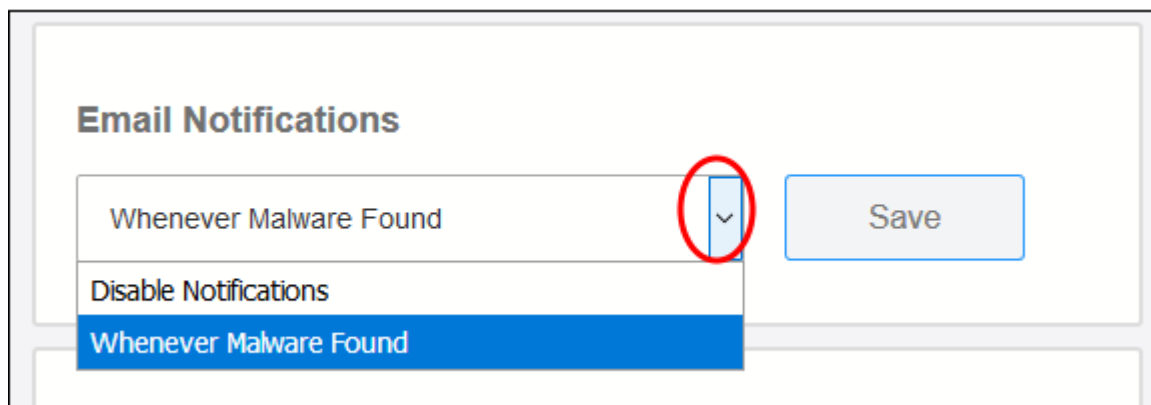 Email Notifications
Whenever Malware Found
Save
Disable Notifications
Whenever Malware Found